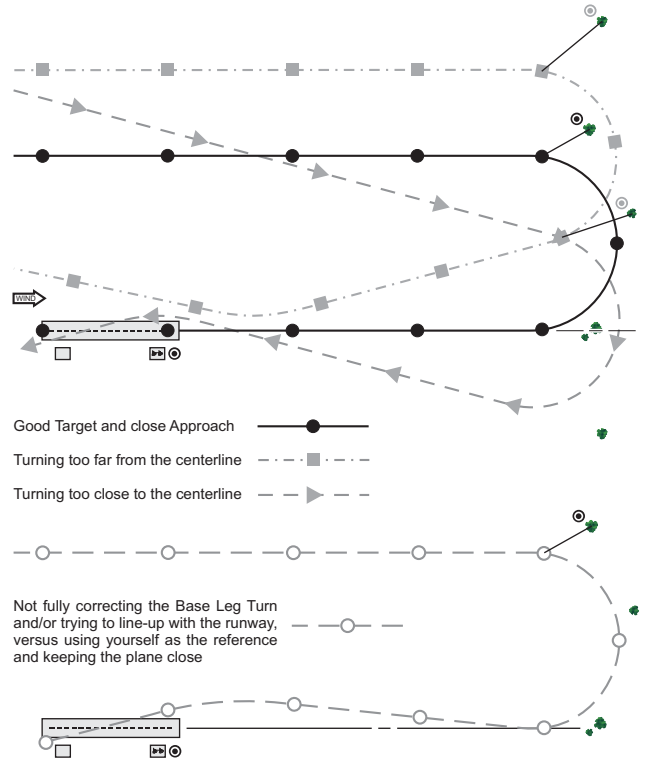 WIND
Good Target and close Approach
Turning too far from the centerline
Turning too close to the centerline
Not fully correcting the Base Leg Turn
and/or trying to line-up with the runway,
versus using yourself as the reference
and keeping the plane close